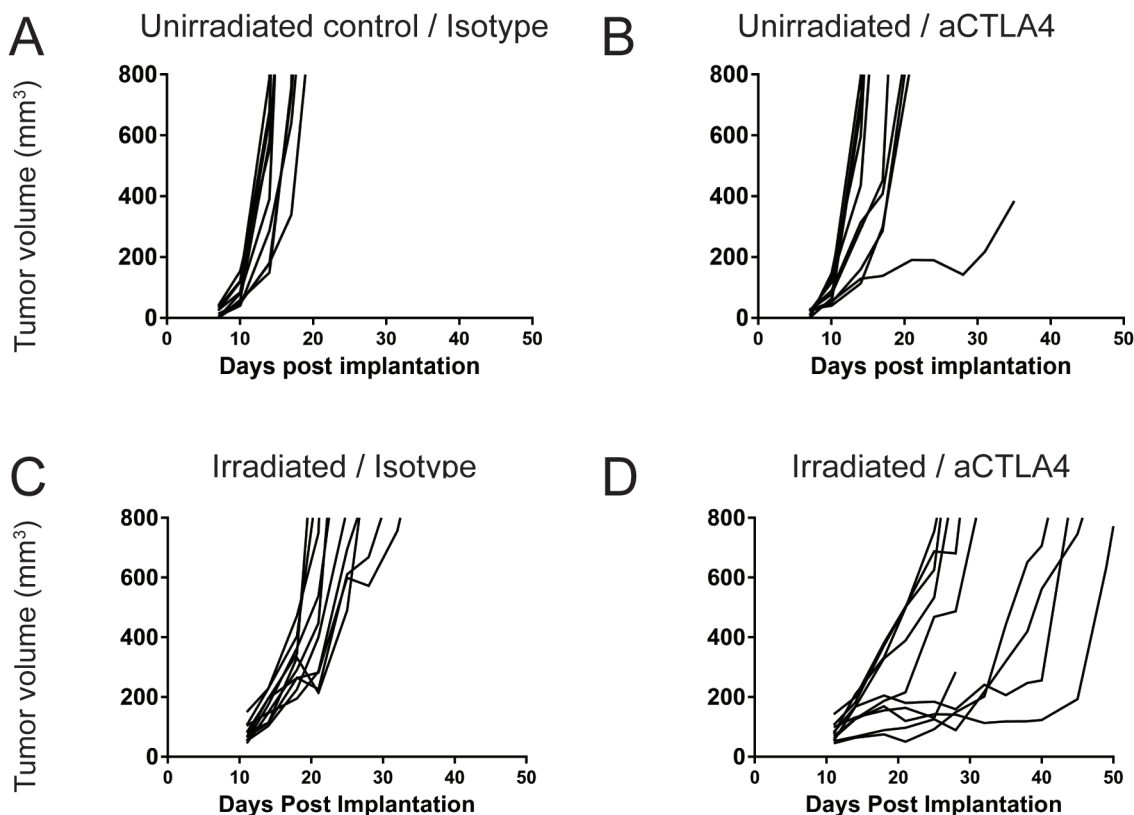 A
Unirradiated control / Isotype
Tumor volume (mm³)
800
600
400
200
0
0 10 20 30 40 50
Days post implantation
B
Unirradiated / aCTLA4
800
600
400
200
0
0 10 20 30 40 50
Days post implantation
C
Irradiated / Isotype
Tumor volume (mm³)
800
600
400
200
0
0 10 20 30 40 50
Days Post Implantation
D
Irradiated / aCTLA4
800
600
400
200
0
0 10 20 30 40 50
Days Post Implantation